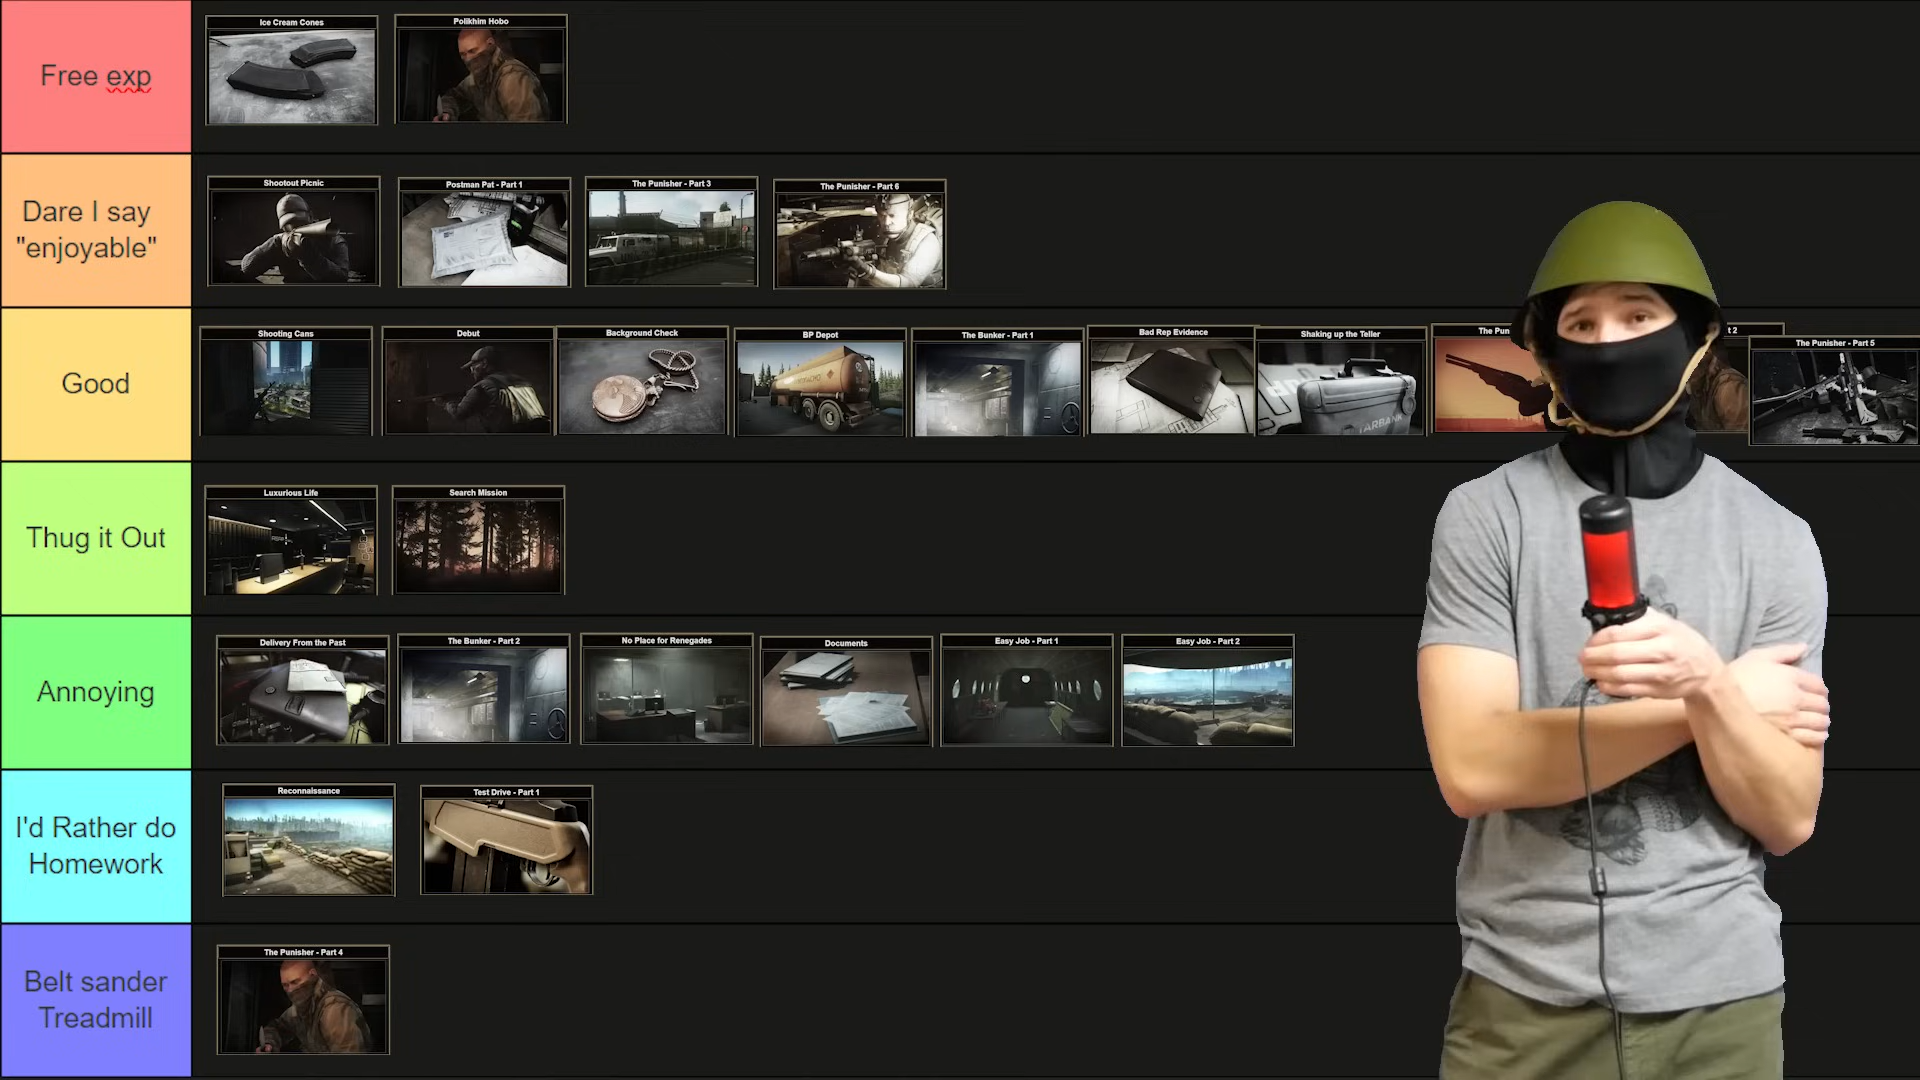 Free exp
Ice Cream Cones
Polikhim Hobo
Dare I say
"enjoyable"
Shootout Picnic
Postman Pat - Part 1
The Punisher - Part 3
The Punisher - Part 6
Good
Shooting Cans
Debut
Background Check
BP Depot
The Bunker - Part 1
Bad Rep Evidence
Shaking up the Teller
TARBANK
The Pun
t 2
The Punisher - Part 5
Thug it Out
Luxurious Life
Search Mission
Annoying
Delivery From the Past
The Bunker - Part 2
No Place for Renegades
Documents
Easy Job - Part 1
Easy Job - Part 2
I'd Rather do
Homework
Reconnaissance
Test Drive - Part 1
Belt sander
Treadmill
The Punisher - Part 4